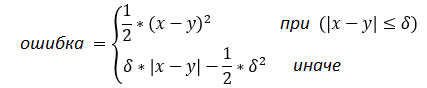 ошибка = { 1/2 * (x − y)² при (|x − y| ≤ δ)
δ * |x − y| − 1/2 * δ² иначе